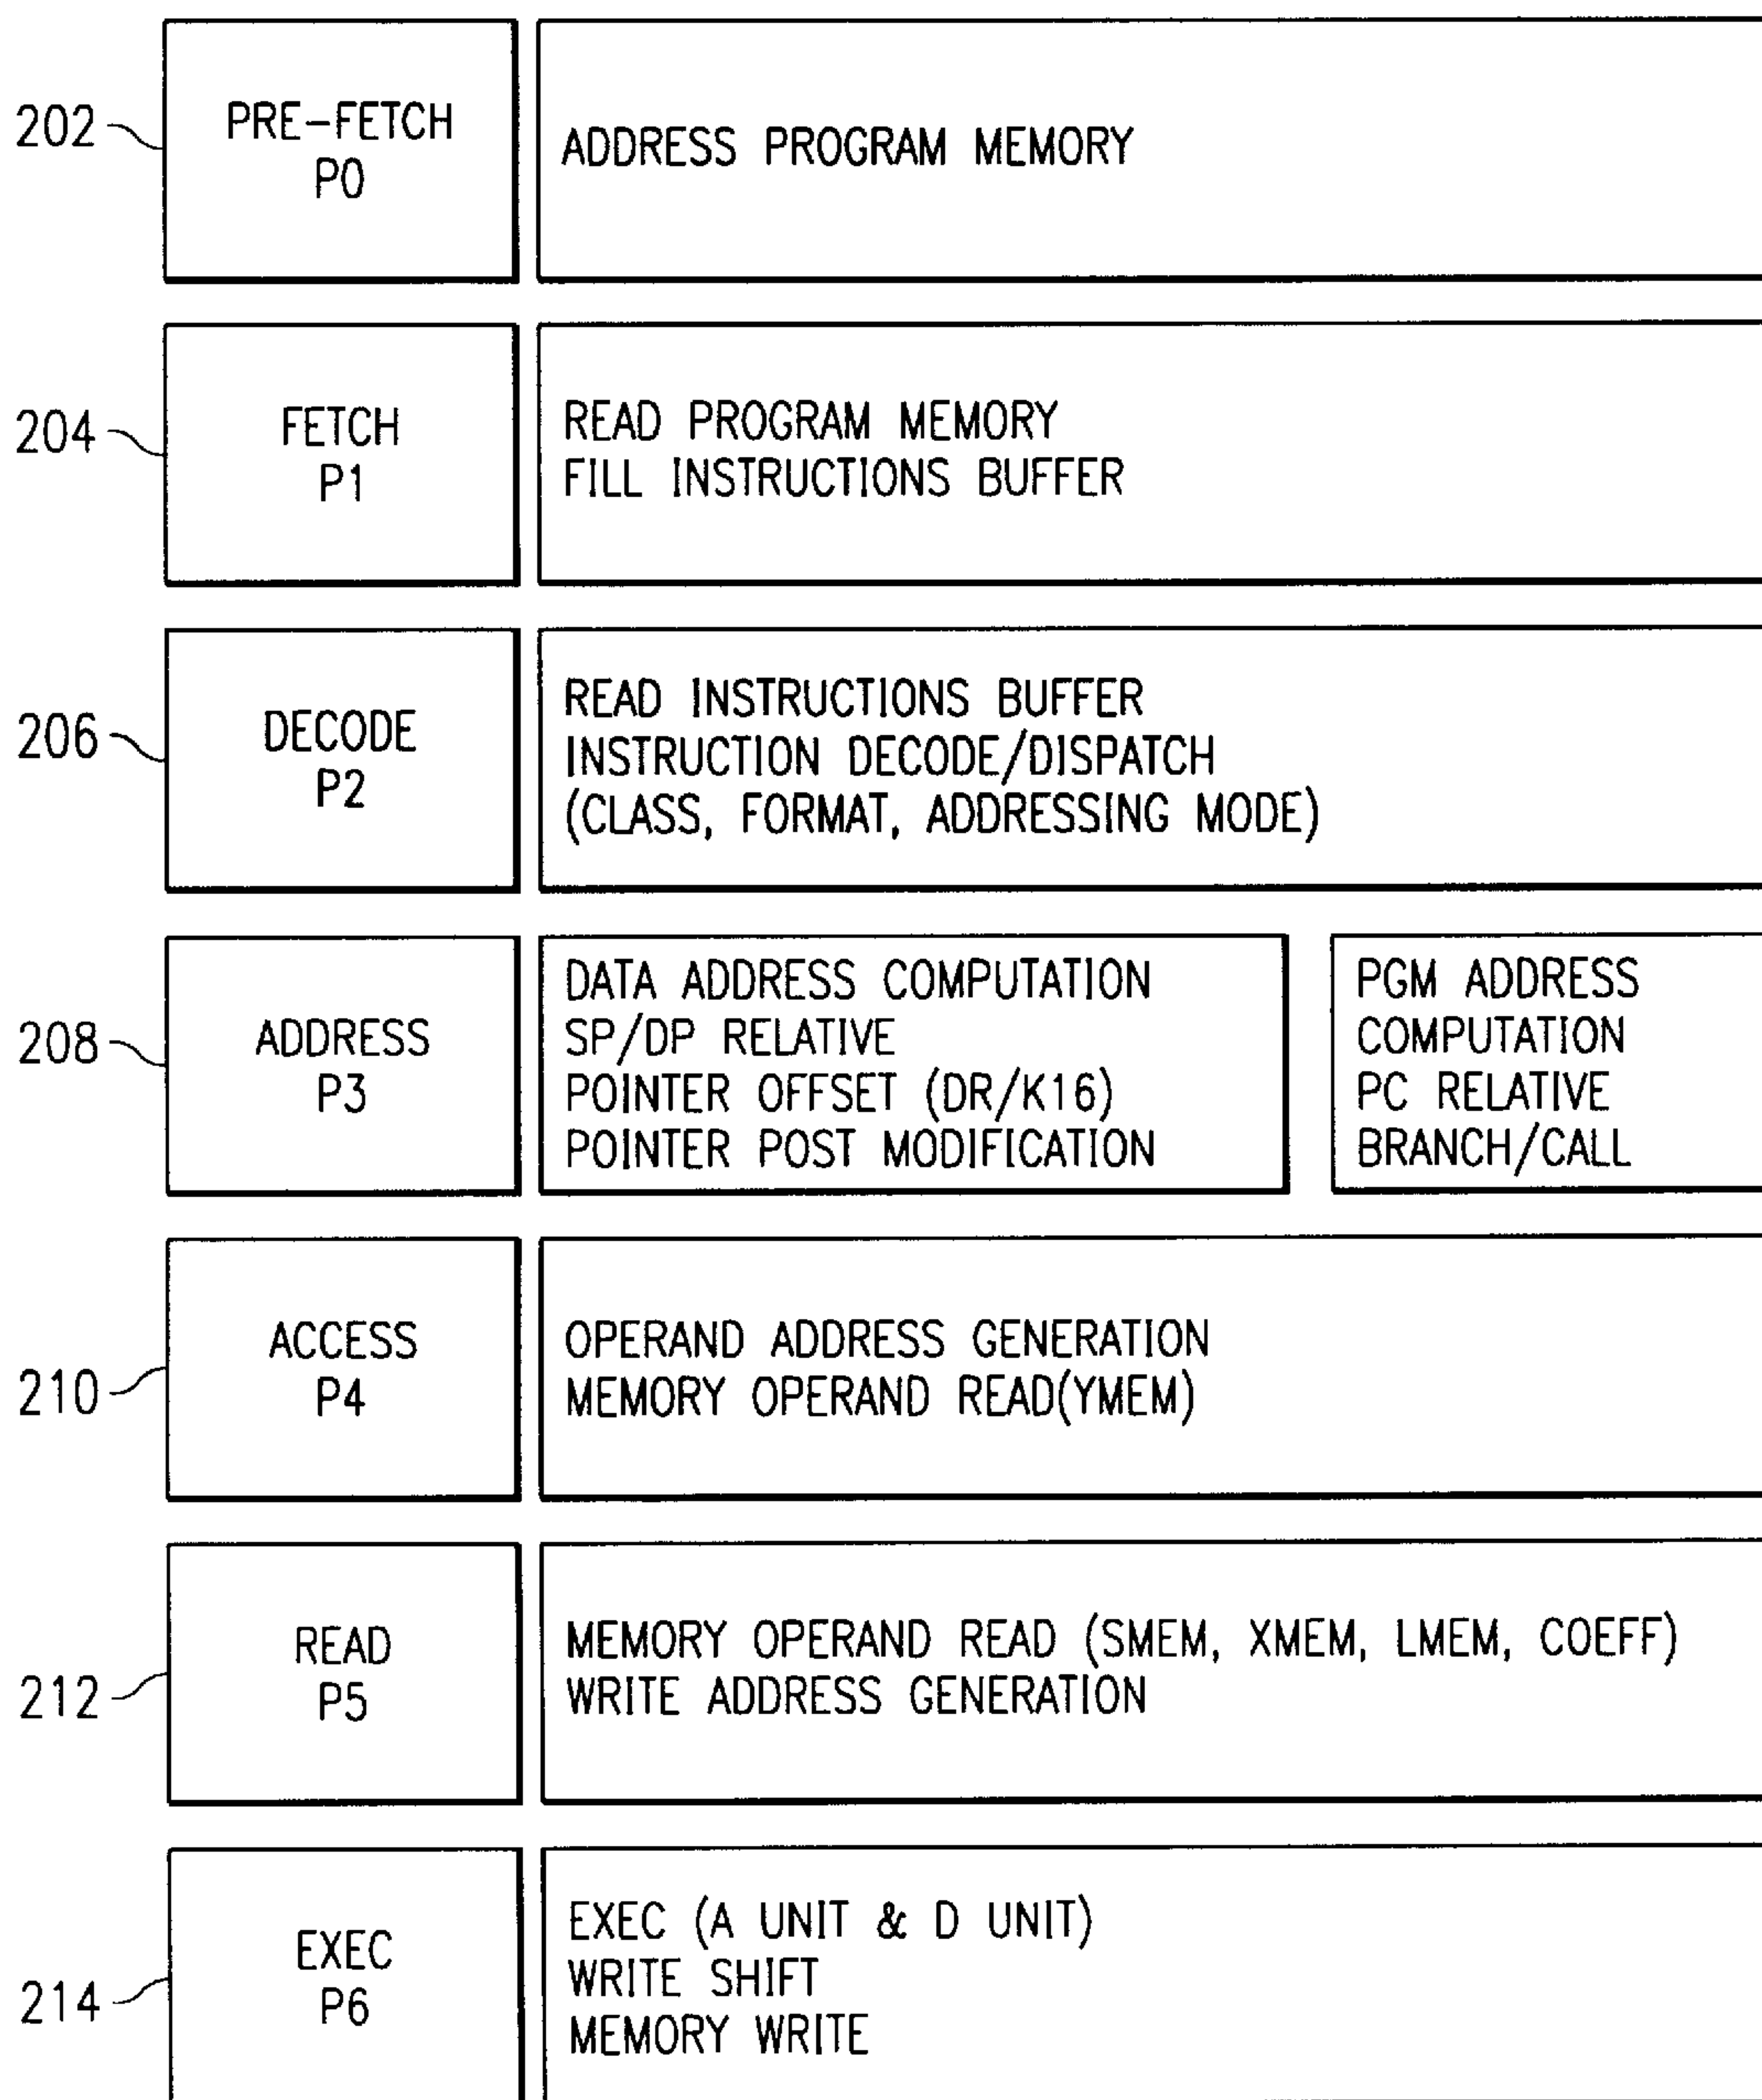 202
PRE-FETCH
P0
ADDRESS PROGRAM MEMORY
204
FETCH
P1
READ PROGRAM MEMORY
FILL INSTRUCTIONS BUFFER
206
DECODE
P2
READ INSTRUCTIONS BUFFER
INSTRUCTION DECODE/DISPATCH
(CLASS, FORMAT, ADDRESSING MODE)
208
ADDRESS
P3
DATA ADDRESS COMPUTATION
SP/DP RELATIVE
POINTER OFFSET (DR/K16)
POINTER POST MODIFICATION
PGM ADDRESS
COMPUTATION
PC RELATIVE
BRANCH/CALL
210
ACCESS
P4
OPERAND ADDRESS GENERATION
MEMORY OPERAND READ(YMEM)
212
READ
P5
MEMORY OPERAND READ (SMEM, XMEM, LMEM, COEFF)
WRITE ADDRESS GENERATION
214
EXEC
P6
EXEC (A UNIT & D UNIT)
WRITE SHIFT
MEMORY WRITE